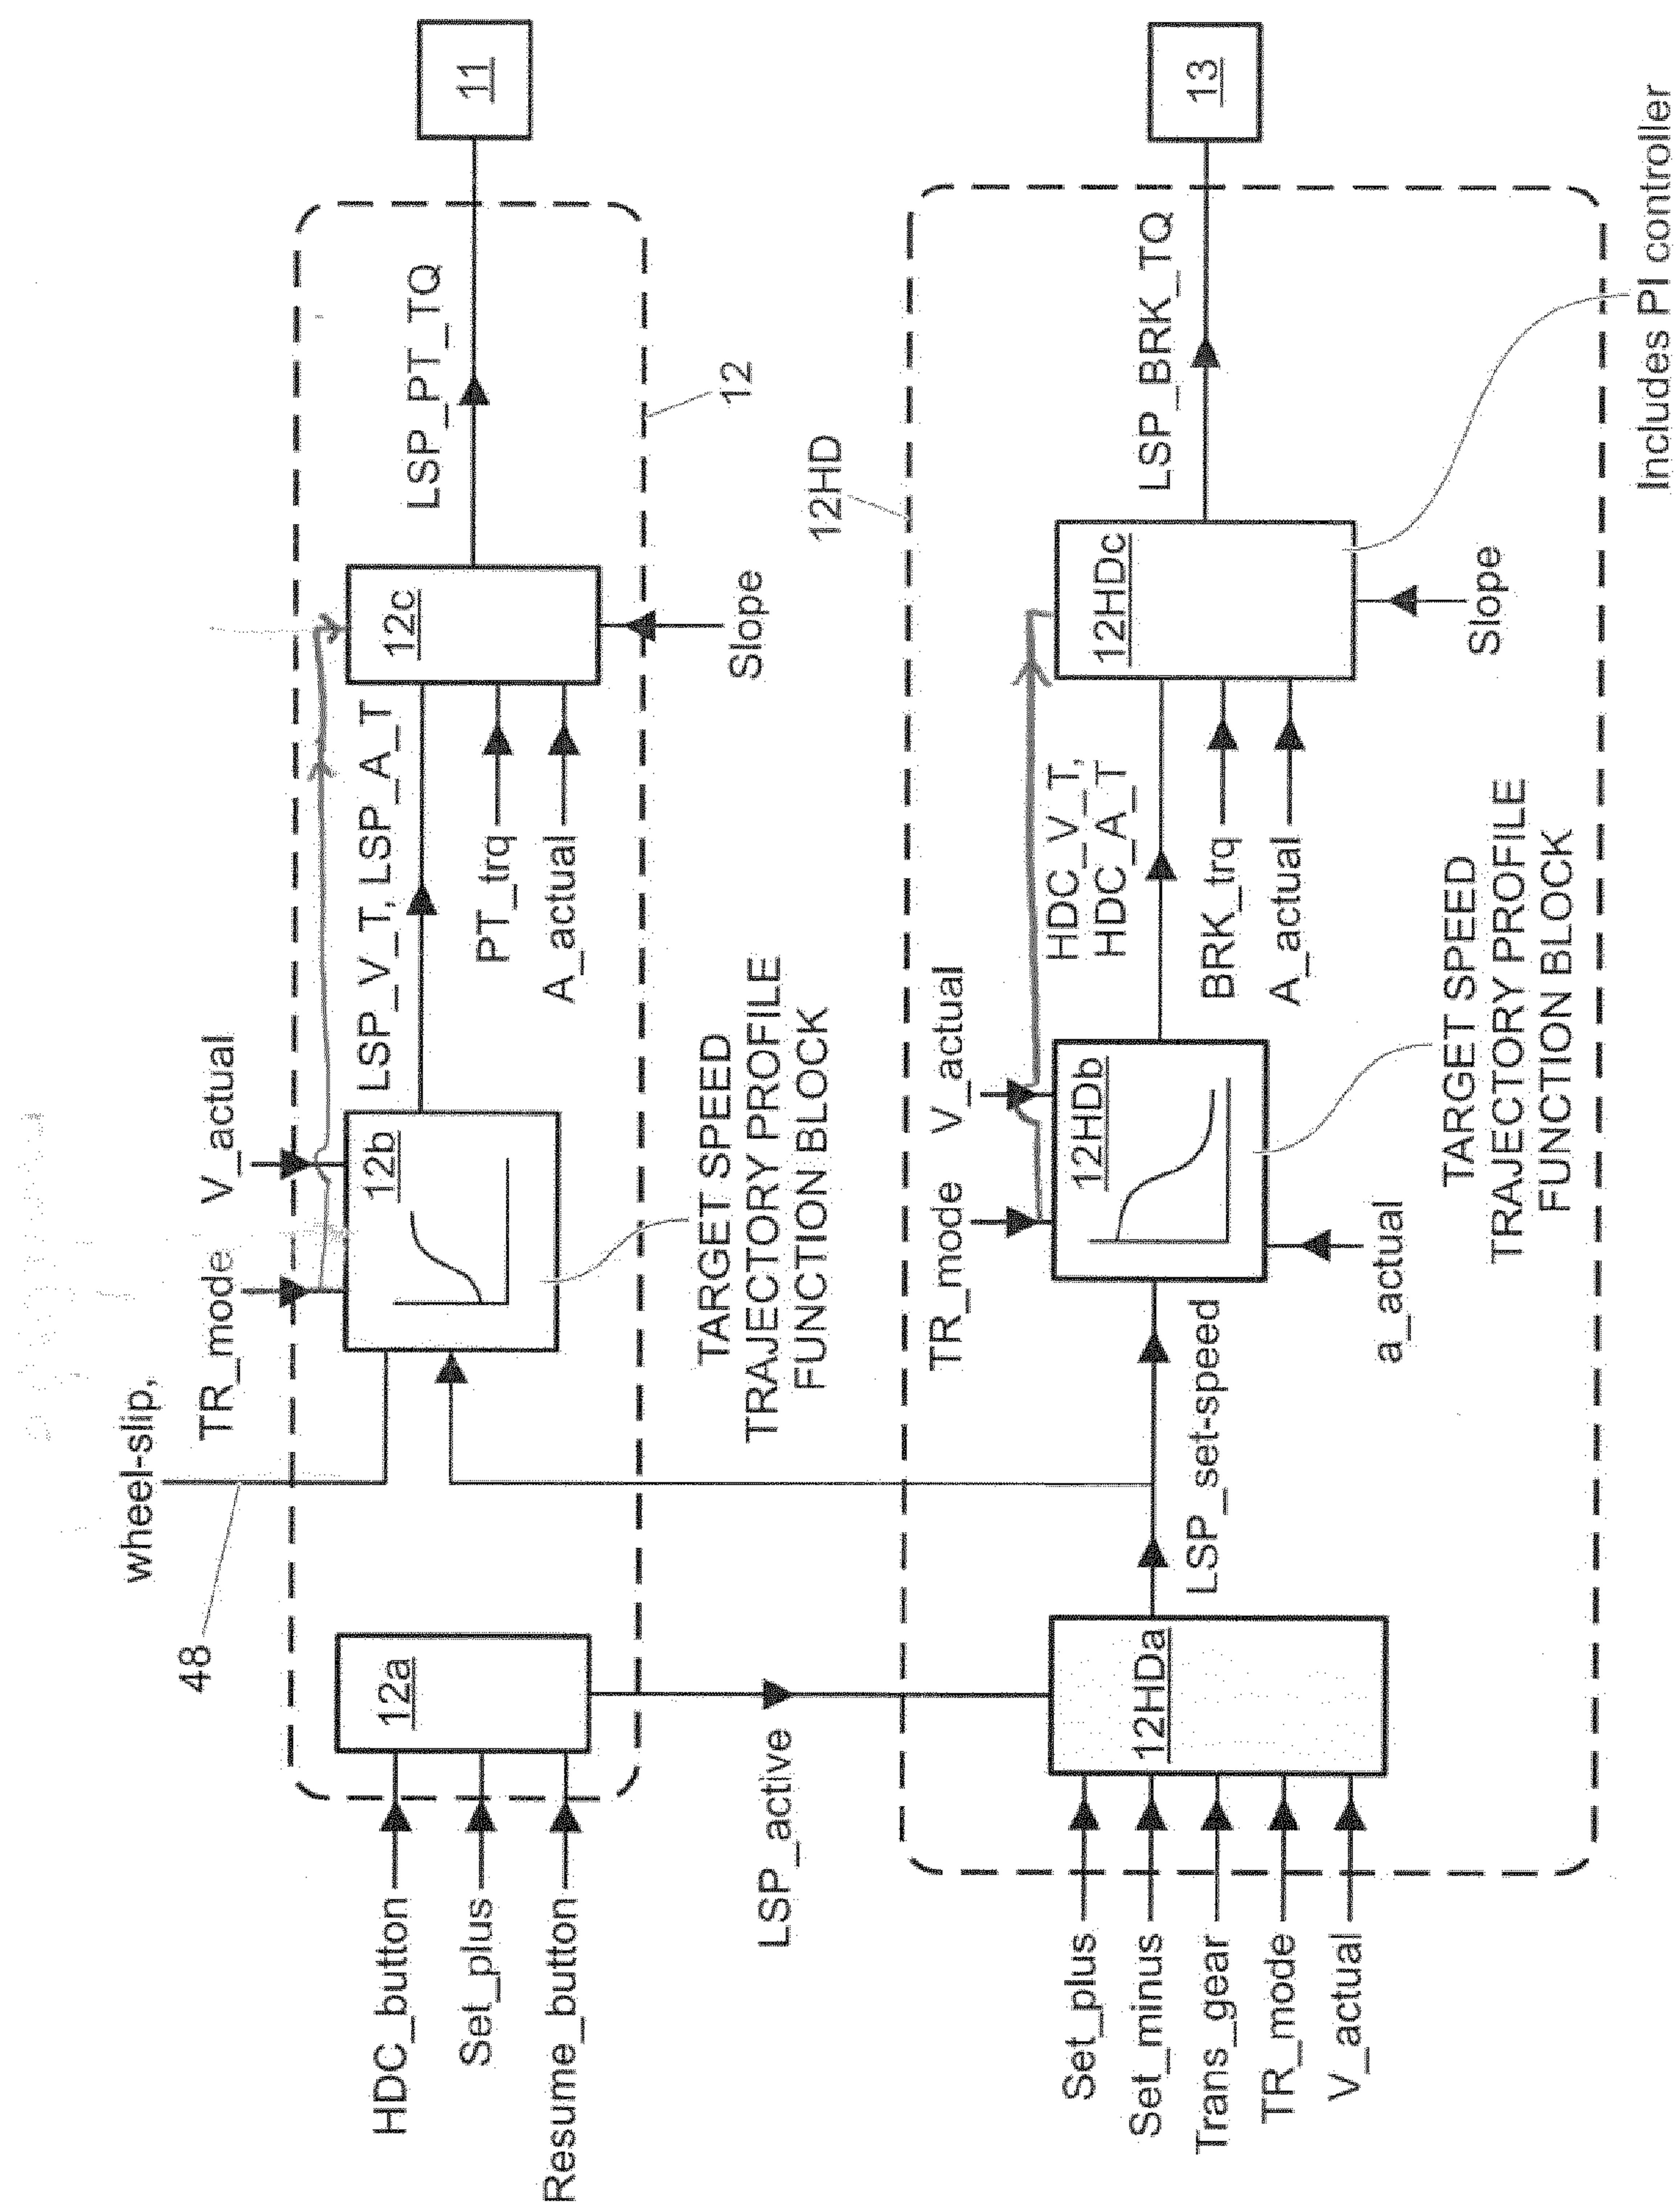 HDC_button
Set_plus
Resume_button
12a
48
wheel-slip,
TR_mode
V_actual
12b
TARGET SPEED
TRAJECTORY PROFILE
FUNCTION BLOCK
LSP_V_T, LSP_A_T
PT_trq
A_actual
12c
Slope
LSP_PT_TQ
12
11
LSP_active
Set_plus
Set_minus
Trans_gear
TR_mode
V_actual
12HDa
LSP_set-speed
TR_mode
V_actual
12HDb
a_actual
TARGET SPEED
TRAJECTORY PROFILE
FUNCTION BLOCK
HDC_V_T,
HDC_A_T
BRK_trq
A_actual
12HDc
Slope
12HD
LSP_BRK_TQ
13
Includes PI controller